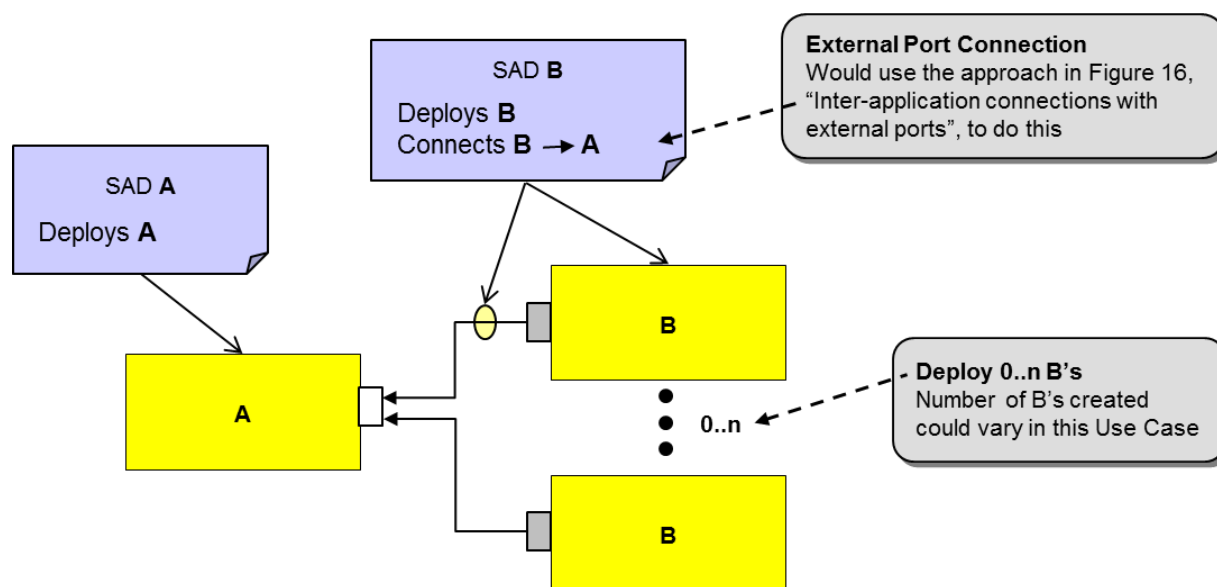 SAD B
Deploys B
Connects B → A
External Port Connection
Would use the approach in Figure 16,
“Inter-application connections with
external ports”, to do this
SAD A
Deploys A
B
A
0..n
Deploy 0..n B’s
Number of B’s created
could vary in this Use Case
B